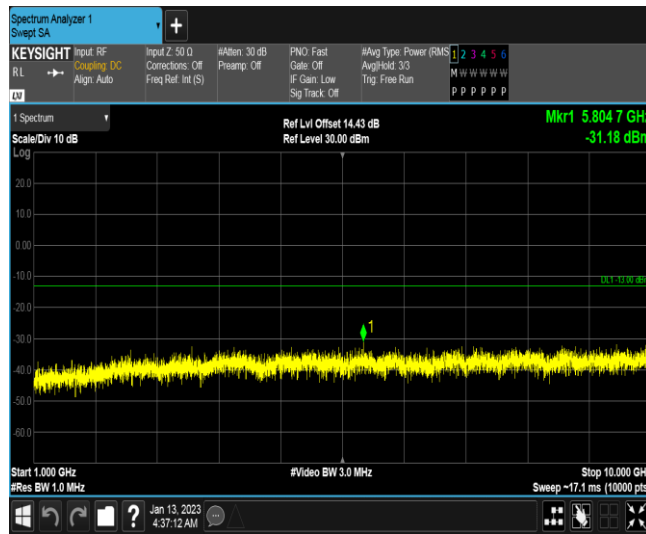 Spectrum Analyzer 1
Swept SA
KEYSIGHT
RL
LXI
Input: RF
Coupling: DC
Align: Auto
Input Z: 50 Ω
Corrections: Off
Freq Ref: Int (S)
#Atten: 30 dB
Preamp: Off
PNO: Fast
Gate: Off
IF Gain: Low
Sig Track: Off
#Avg Type: Power (RMS
Avg|Hold: 3/3
Trig: Free Run
1 2 3 4 5 6
M W W W W W
P P P P P P
1 Spectrum
Scale/Div 10 dB
Log
Ref Lvl Offset 14.43 dB
Ref Level 30.00 dBm
Mkr1 5.804 7 GHz
-31.18 dBm
20.0
10.0
0.00
-10.0
DL1 -13.00 dBm
-20.0
-30.0
1
-40.0
-50.0
-60.0
Start 1.000 GHz
#Res BW 1.0 MHz
#Video BW 3.0 MHz
Stop 10.000 GH
Sweep ~17.1 ms (10000 pts
?
Jan 13, 2023
4:37:12 AM